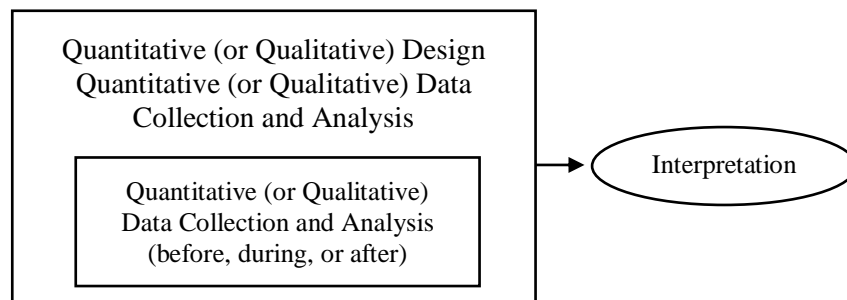 Quantitative (or Qualitative) Design
Quantitative (or Qualitative) Data
Collection and Analysis
Quantitative (or Qualitative)
Data Collection and Analysis
(before, during, or after)
Interpretation